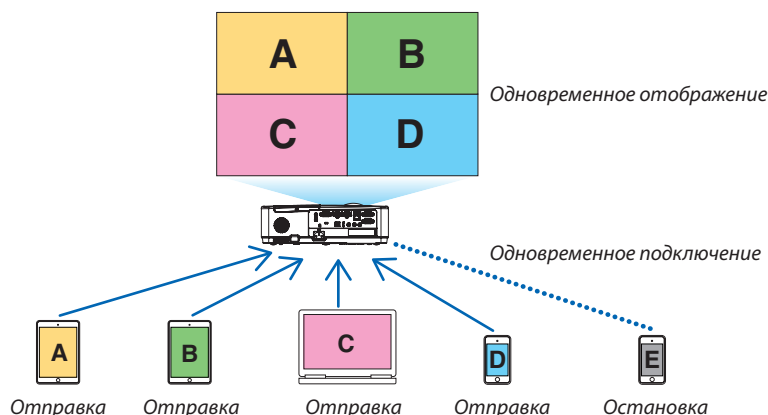 A B
Одновременное отображение
C D
Одновременное подключение
A B C D E
Отправка Отправка Отправка Отправка Остановка